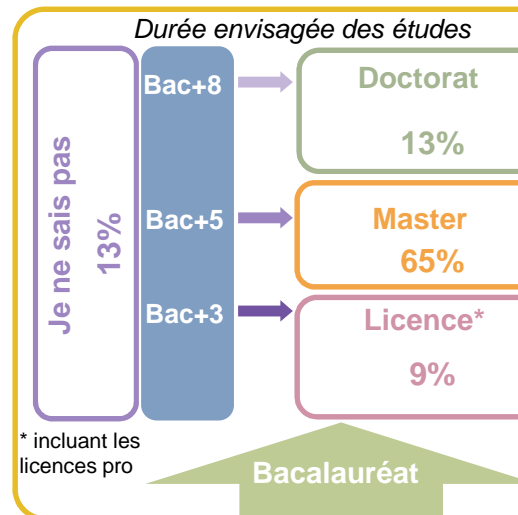 Durée envisagée des études
Je ne sais pas
13%
Bac+8
Doctorat
13%
Bac+5
Master
65%
Bac+3
Licence*
9%
* incluant les
licences pro
Bacalauréat